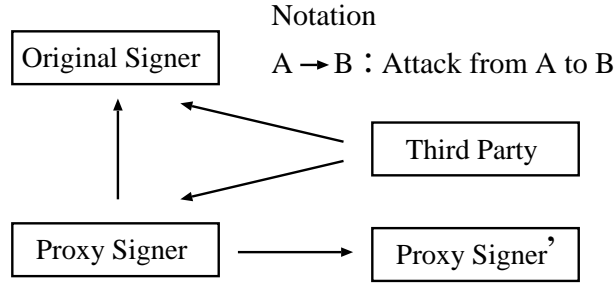 Notation
Original Signer
A → B : Attack from A to B
Third Party
Proxy Signer
Proxy Signer’